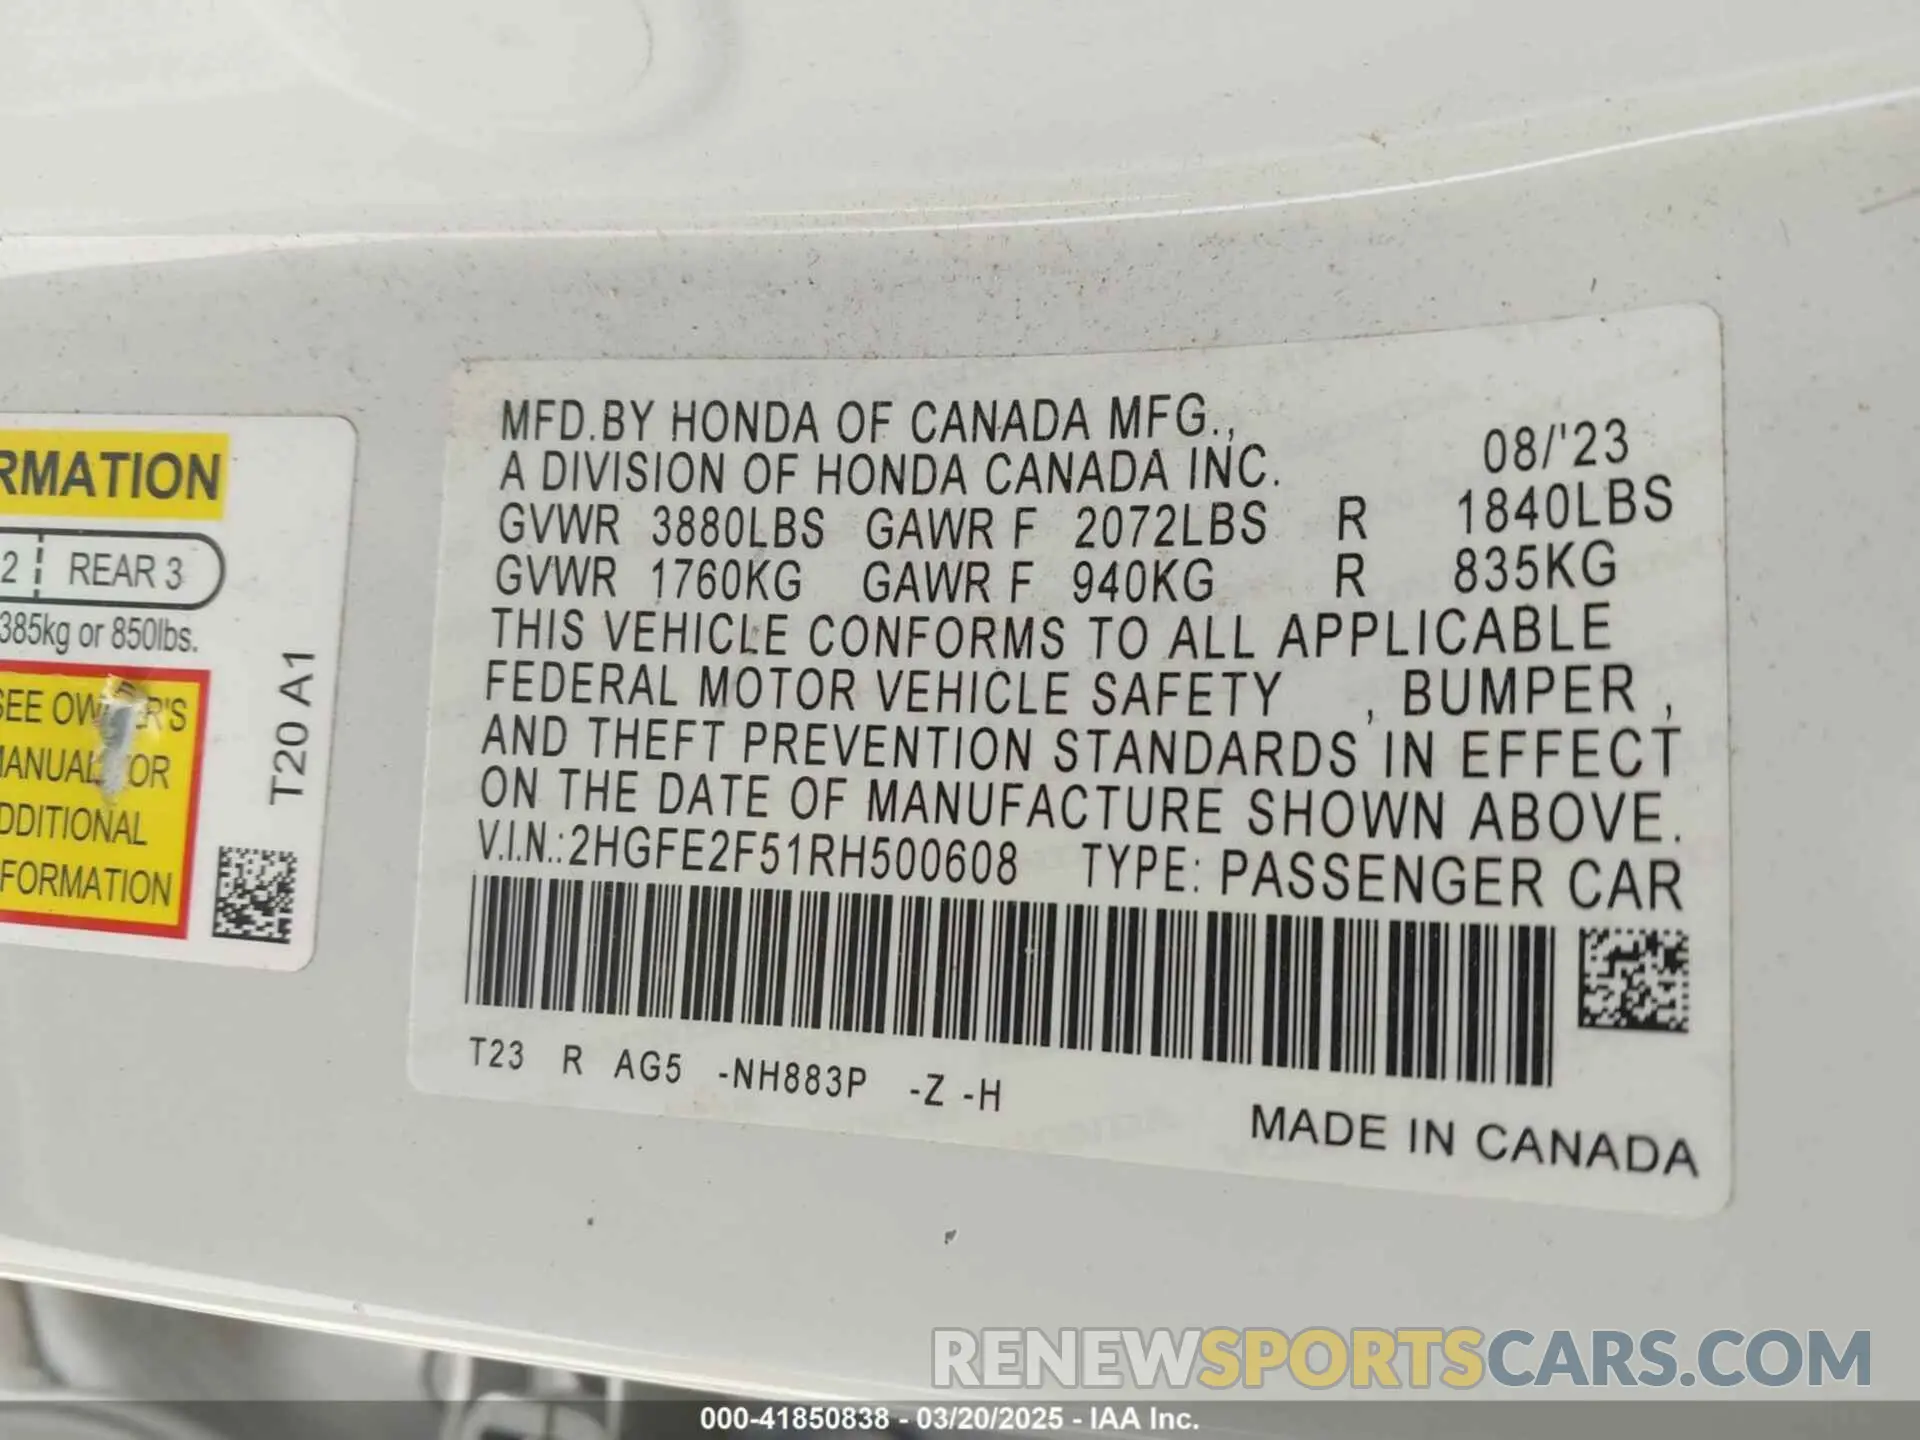 RMATION
2 REAR 3
385kg or 850lbs.
SEE OWNER'S
MANUAL FOR
ADDITIONAL
FORMATION
T20 A1
MFD.BY HONDA OF CANADA MFG.,
A DIVISION OF HONDA CANADA INC. 08/'23
GVWR 3880LBS GAWR F 2072LBS R 1840LBS
GVWR 1760KG GAWR F 940KG R 835KG
THIS VEHICLE CONFORMS TO ALL APPLICABLE
FEDERAL MOTOR VEHICLE SAFETY , BUMPER ,
AND THEFT PREVENTION STANDARDS IN EFFECT
ON THE DATE OF MANUFACTURE SHOWN ABOVE.
V.I.N.:2HGFE2F51RH500608 TYPE: PASSENGER CAR
T23 R AG5 -NH883P -Z -H
MADE IN CANADA
RENEWSPORTSCARS.COM
000-41850838 - 03/20/2025 - IAA Inc.